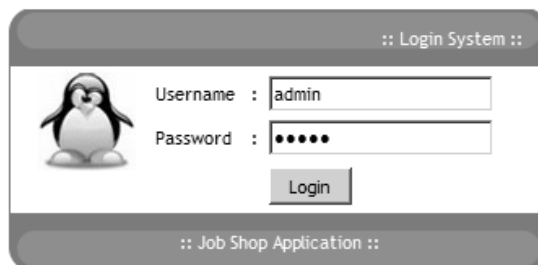 :: Login System ::
Username : admin
Password : •••••
Login
:: Job Shop Application ::